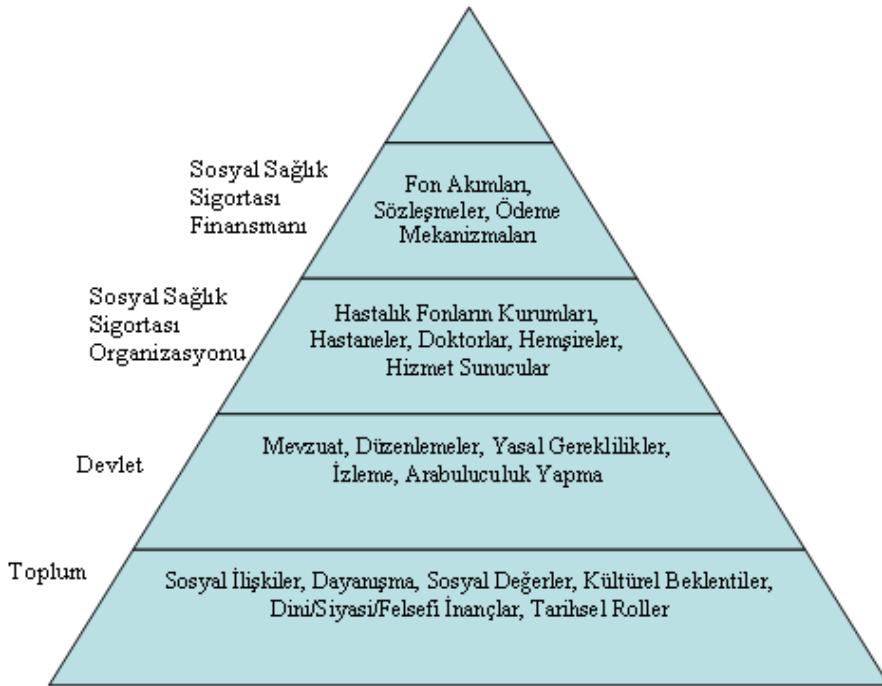 Sosyal Sağlık
Sigortası
Finansmanı
Fon Akımları,
Sözleşmeler, Ödeme
Mekanizmaları
Sosyal Sağlık
Sigortası
Organizasyonu
Hastalık Fonların Kurumları,
Hastaneler, Doktorlar, Hemşireler,
Hizmet Sunucular
Devlet
Mevzuat, Düzenlemeler, Yasal Gereklilikler,
İzleme, Arabuluculuk Yapma
Toplum
Sosyal İlişkiler, Dayanışma, Sosyal Değerler, Kültürel Beklentiler,
Dini/Siyasi/Felsefi İnançlar, Tarihsel Roller